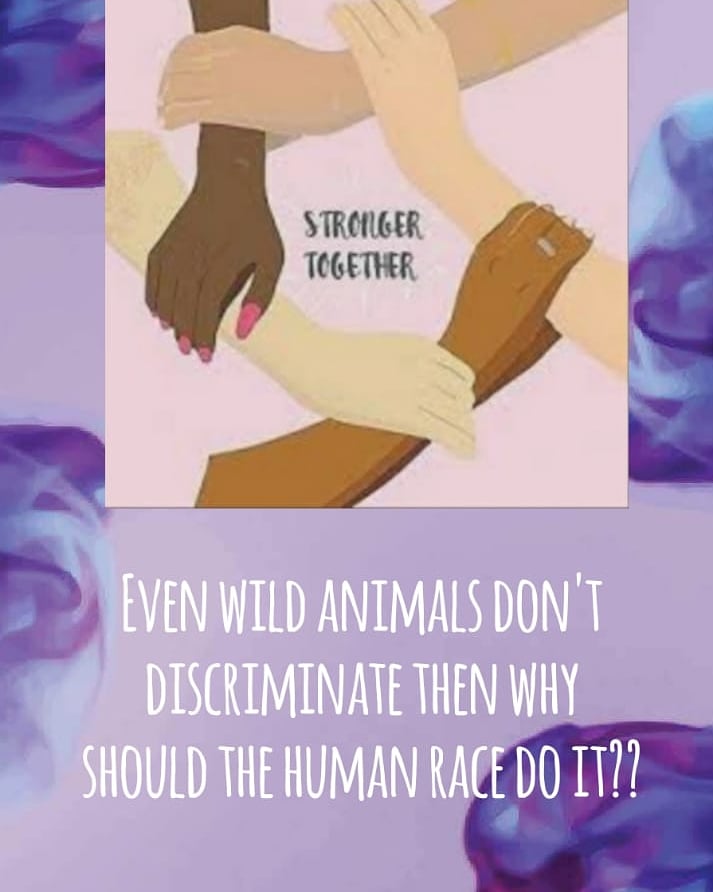 STRONGER
TOGETHER
EVEN WILD ANIMALS DON'T
DISCRIMINATE THEN WHY
SHOULD THE HUMAN RACE DO IT??